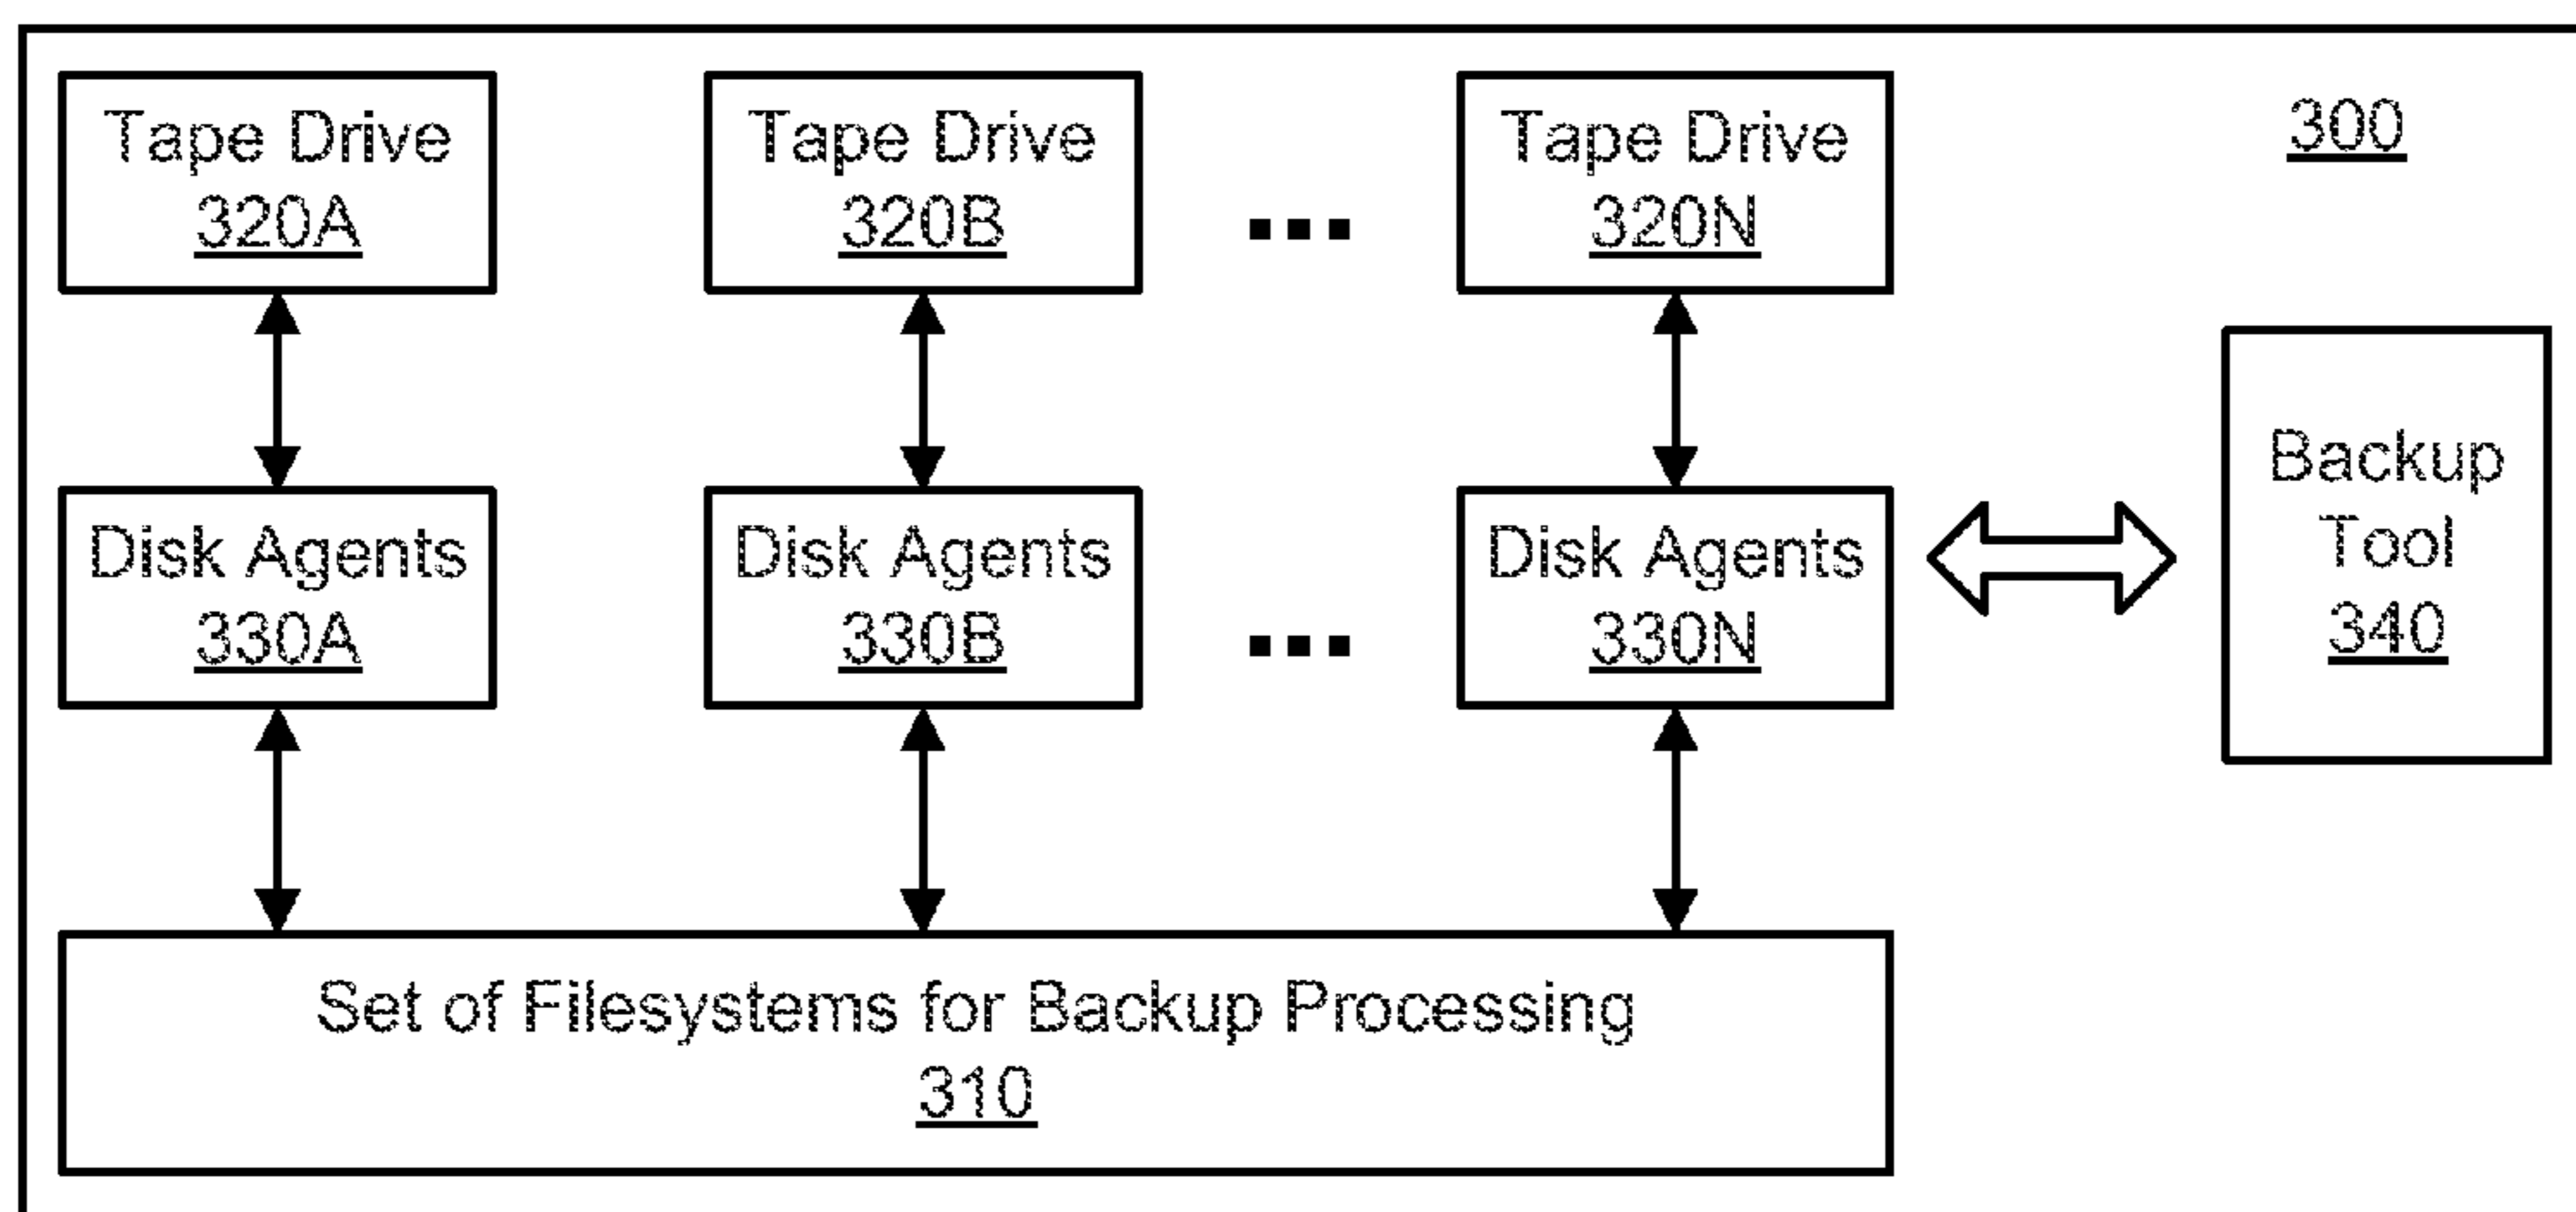 Tape Drive
320A
Tape Drive
320B
...
Tape Drive
320N
300
Disk Agents
330A
Disk Agents
330B
...
Disk Agents
330N
Backup
Tool
340
Set of Filesystems for Backup Processing
310